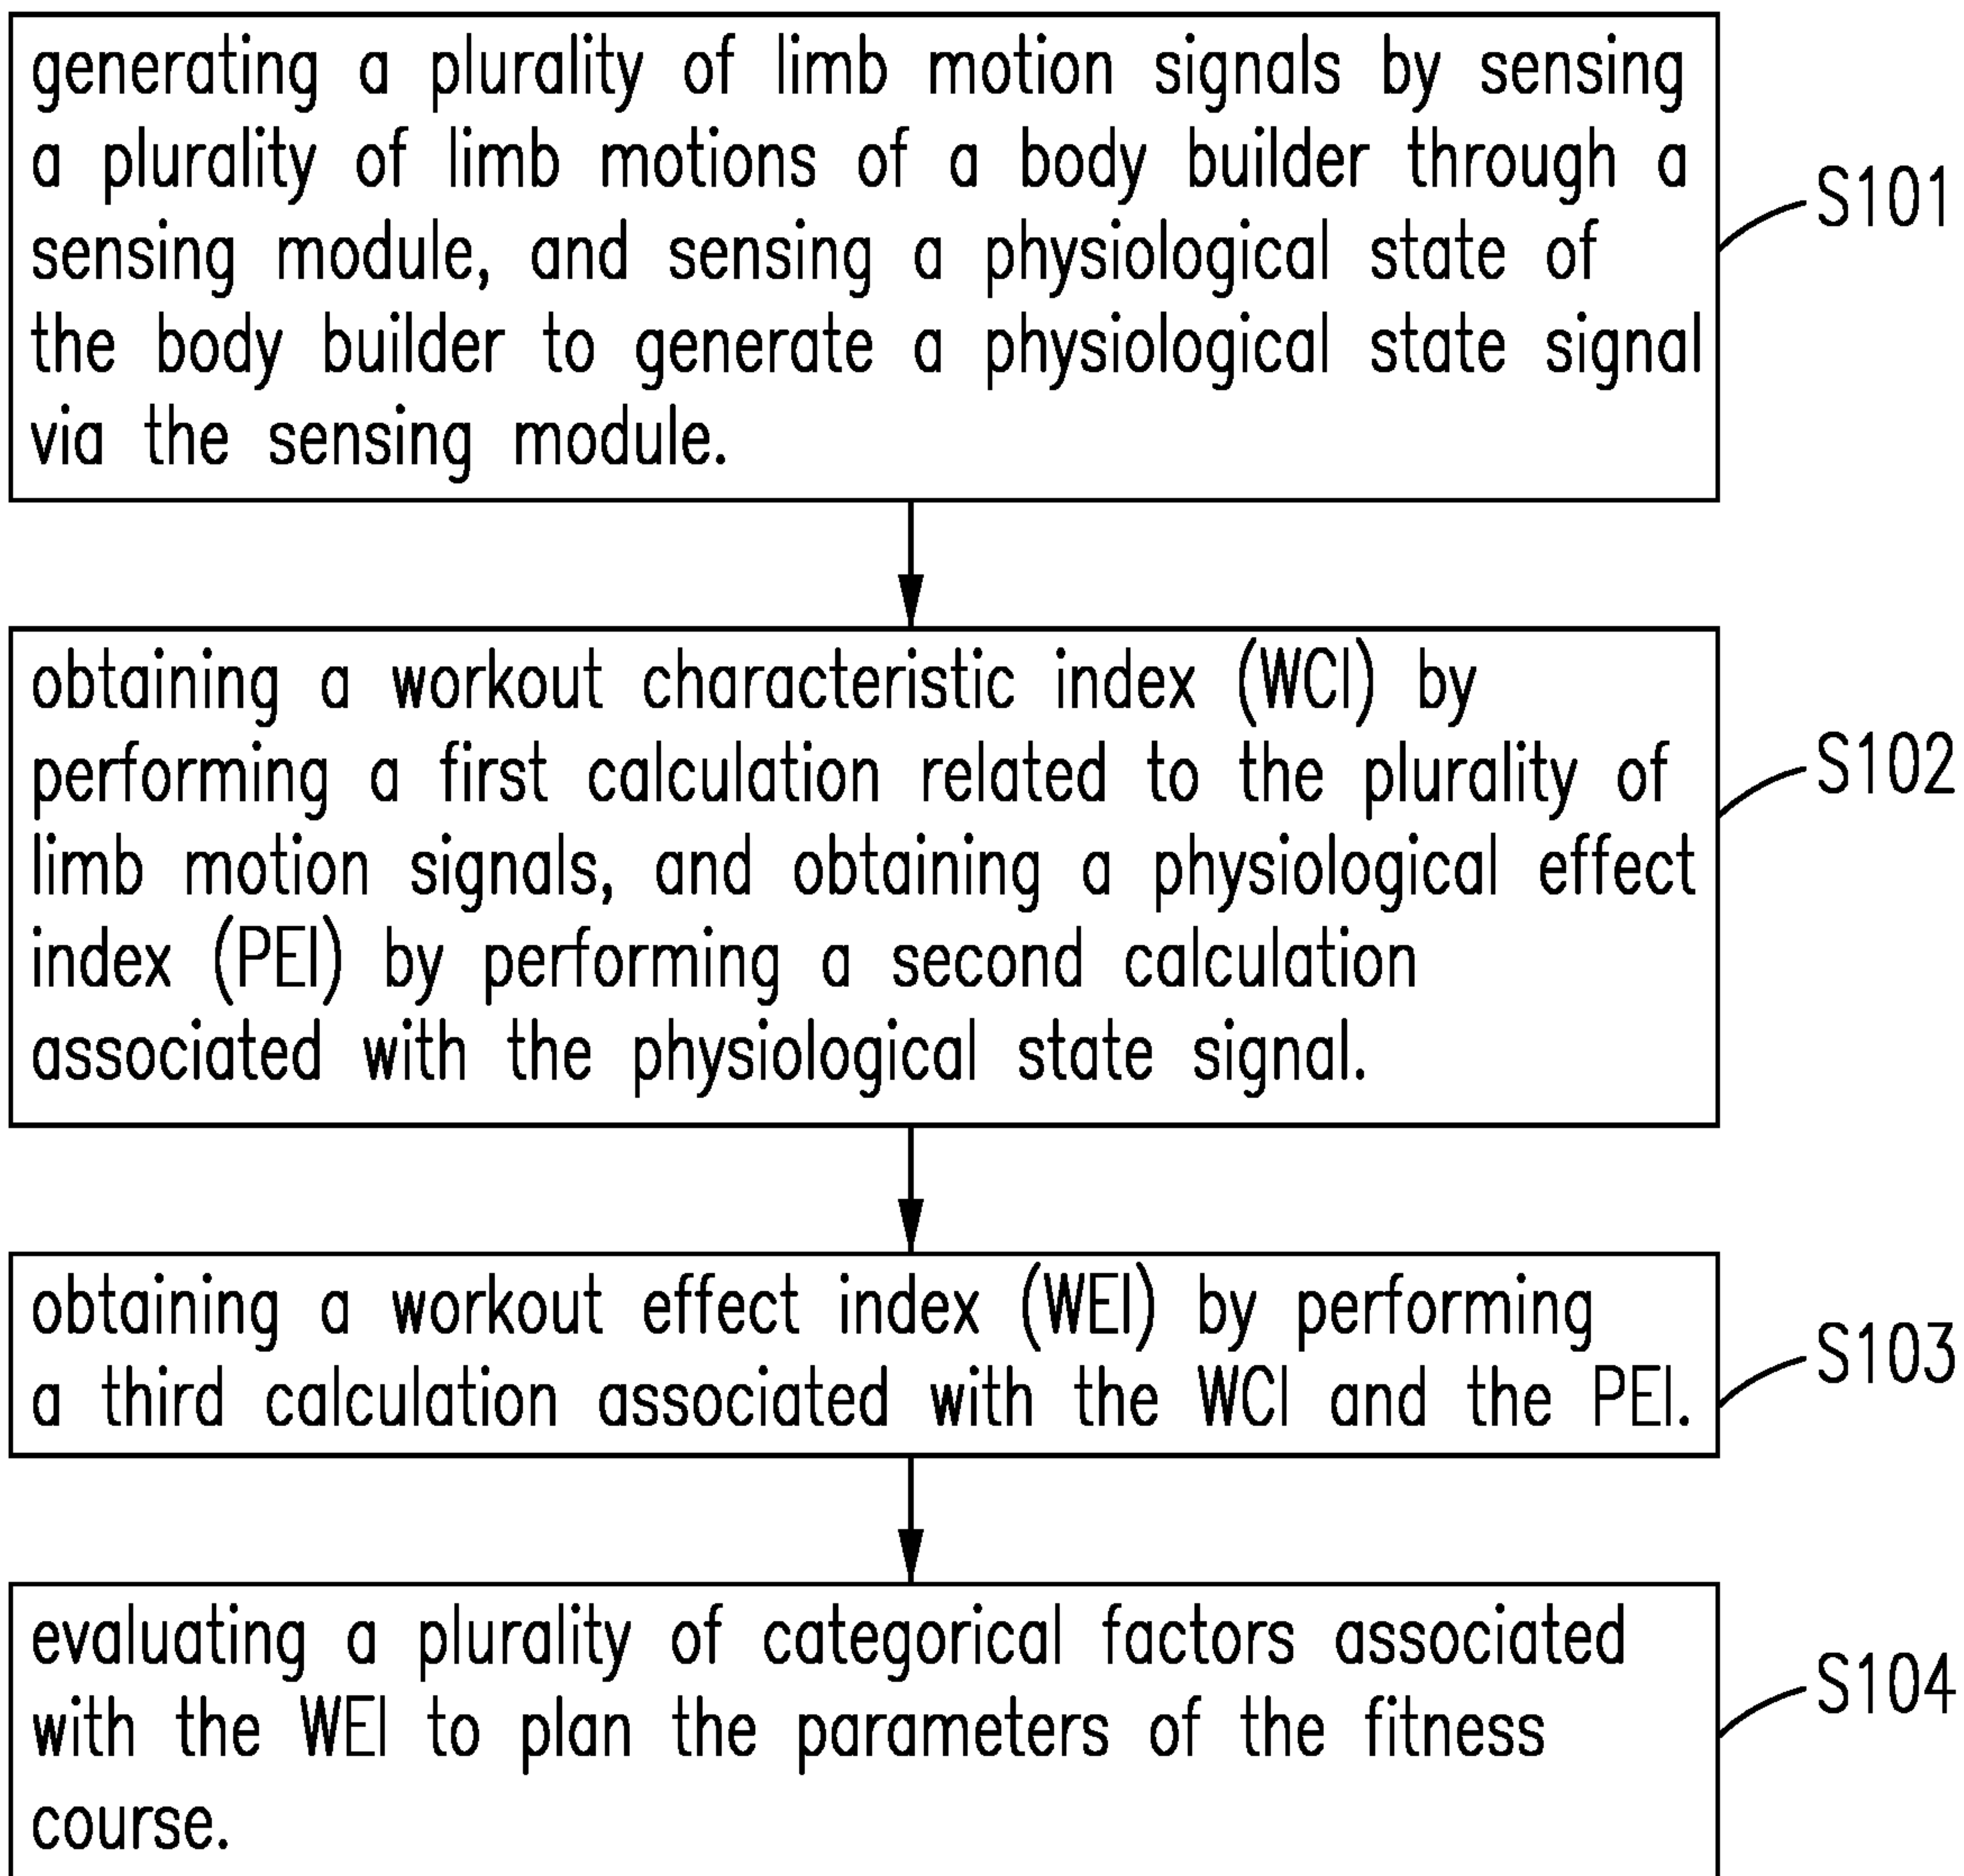 generating a plurality of limb motion signals by sensing
a plurality of limb motions of a body builder through a
sensing module, and sensing a physiological state of
the body builder to generate a physiological state signal
via the sensing module.
S101
obtaining a workout characteristic index (WCI) by
performing a first calculation related to the plurality of
limb motion signals, and obtaining a physiological effect
index (PEI) by performing a second calculation
associated with the physiological state signal.
S102
obtaining a workout effect index (WEI) by performing
a third calculation associated with the WCI and the PEI.
S103
evaluating a plurality of categorical factors associated
with the WEI to plan the parameters of the fitness
course.
S104